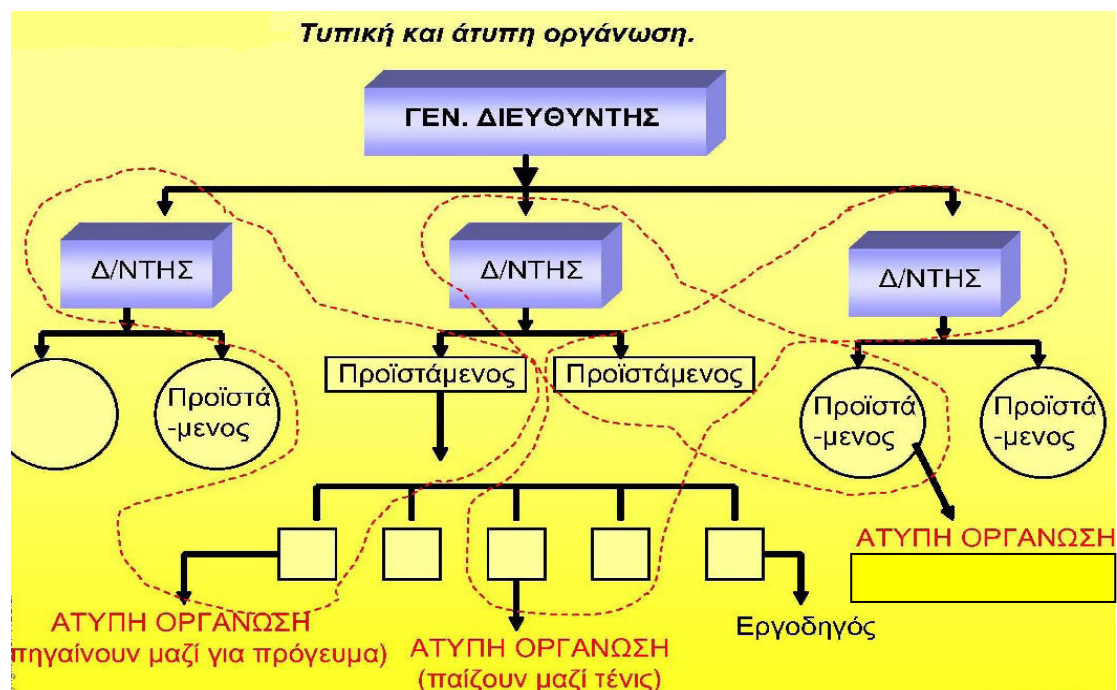 Τυπική και άτυπη οργάνωση.
ΓΕΝ. ΔΙΕΥΘΥΝΤΗΣ
Δ/ΝΤΗΣ
Δ/ΝΤΗΣ
Δ/ΝΤΗΣ
Προϊστά
-μενος
Προϊστάμενος
Προϊστάμενος
Προϊστά
-μενος
Προϊστά
-μενος
ΑΤΥΠΗ ΟΡΓΑΝΩΣΗ
Εργοδηγός
ΑΤΥΠΗ ΟΡΓΑΝΩΣΗ
πηγαίνουν μαζί για πρόγευμα)
ΑΤΥΠΗ ΟΡΓΑΝΩΣΗ
(παίζουν μαζί τένις)